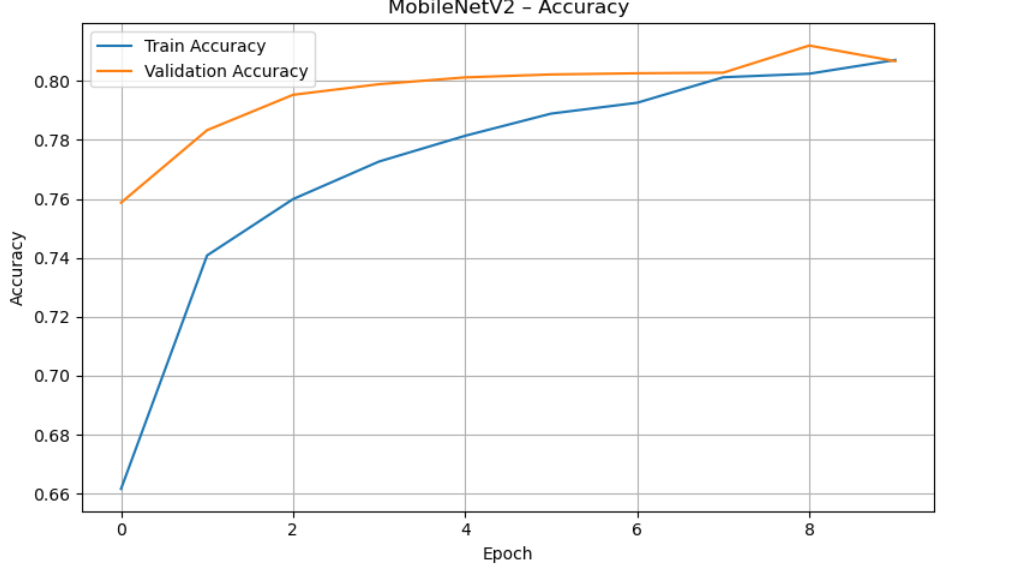 MobileNetV2 – Accuracy
Train Accuracy
Validation Accuracy
0.80
0.78
0.76
0.74
0.72
0.70
0.68
0.66
Accuracy
0 2 4 6 8
Epoch